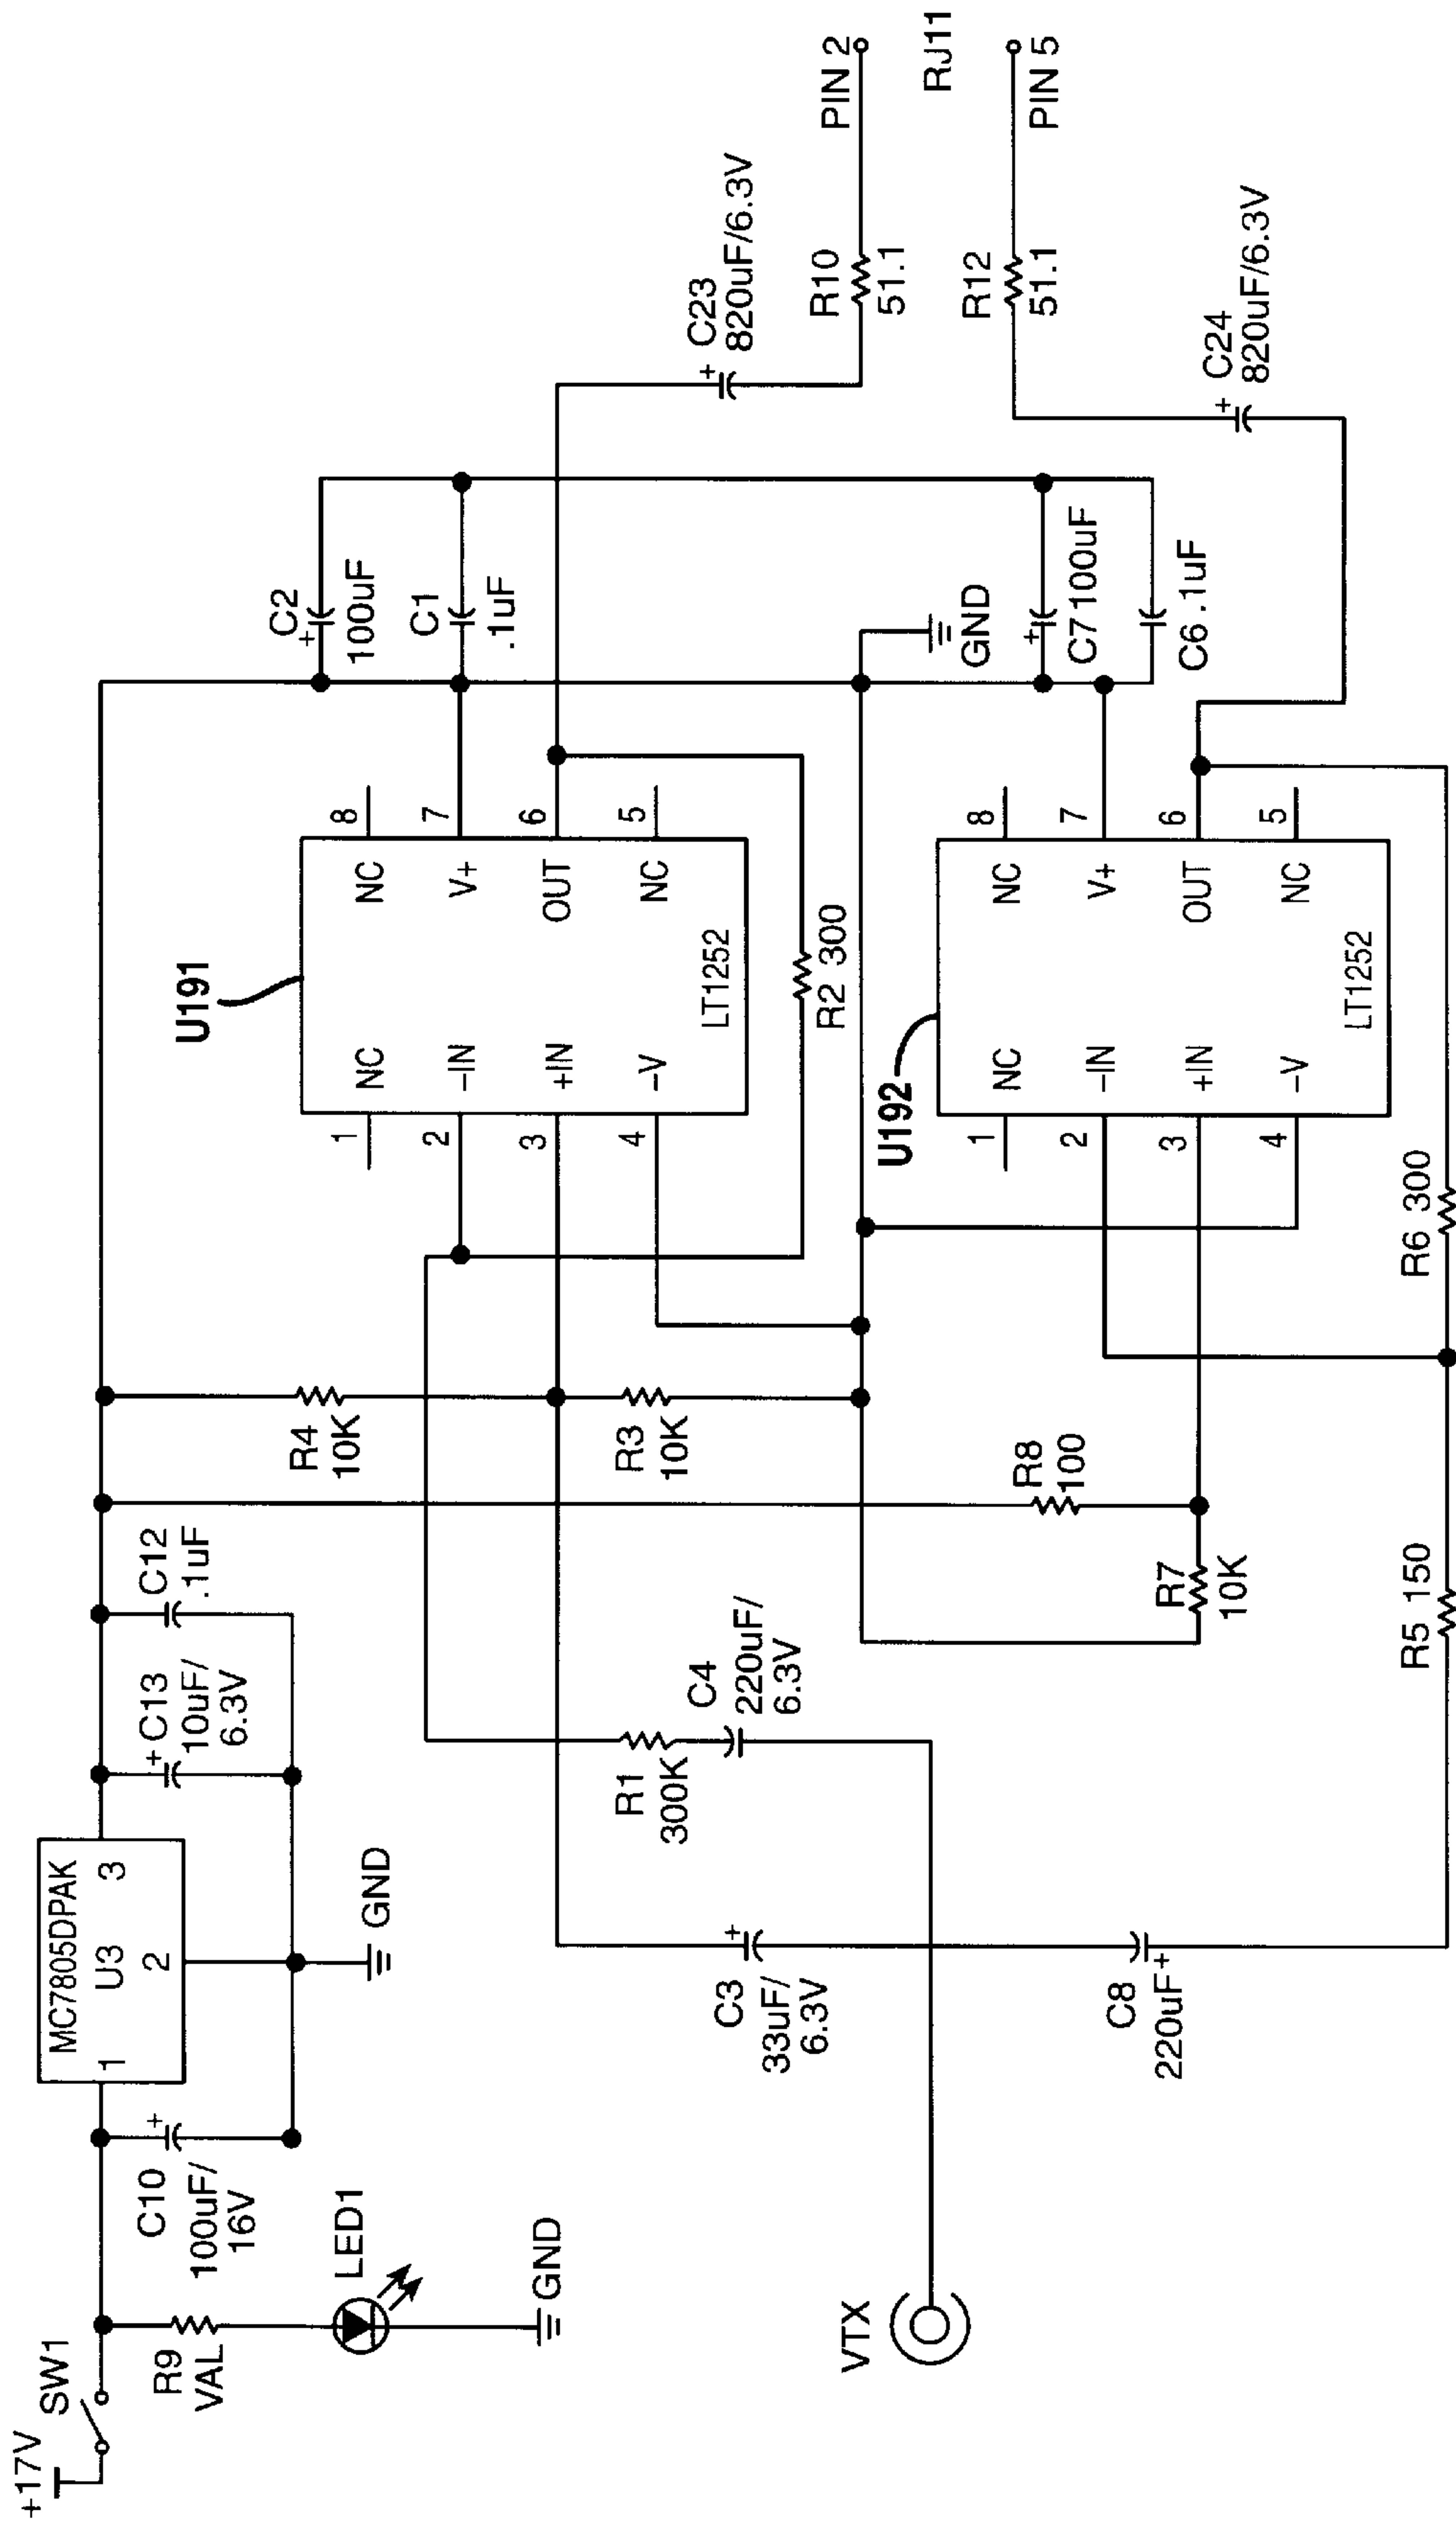 +17V
SW1
R9
VAL
LED1
GND
C10
100uF/
16V
MC7805DPAK
U3
1
2
3
GND
C13
+
10uF/
6.3V
C12
.1uF
+
R4
10K
R3
10K
R8
100
R7
10K
R1
300K
C4
220uF/
6.3V
C3
33uF/
6.3V
+
C8
220uF
+
VTX
R5 150
R6 300
U191
1
2
3
4
NC
-IN
+IN
-V
NC
V+
OUT
NC
8
7
6
5
LT1252
R2 300
U192
1
2
3
4
NC
-IN
+IN
-V
NC
V+
OUT
NC
8
7
6
5
LT1252
C2
+
100uF
C1
.1uF
GND
+
C7 100uF
C6 .1uF
C23
820uF/6.3V
+
R10
51.1
PIN 2
RJ11
R12
51.1
PIN 5
C24
820uF/6.3V
+